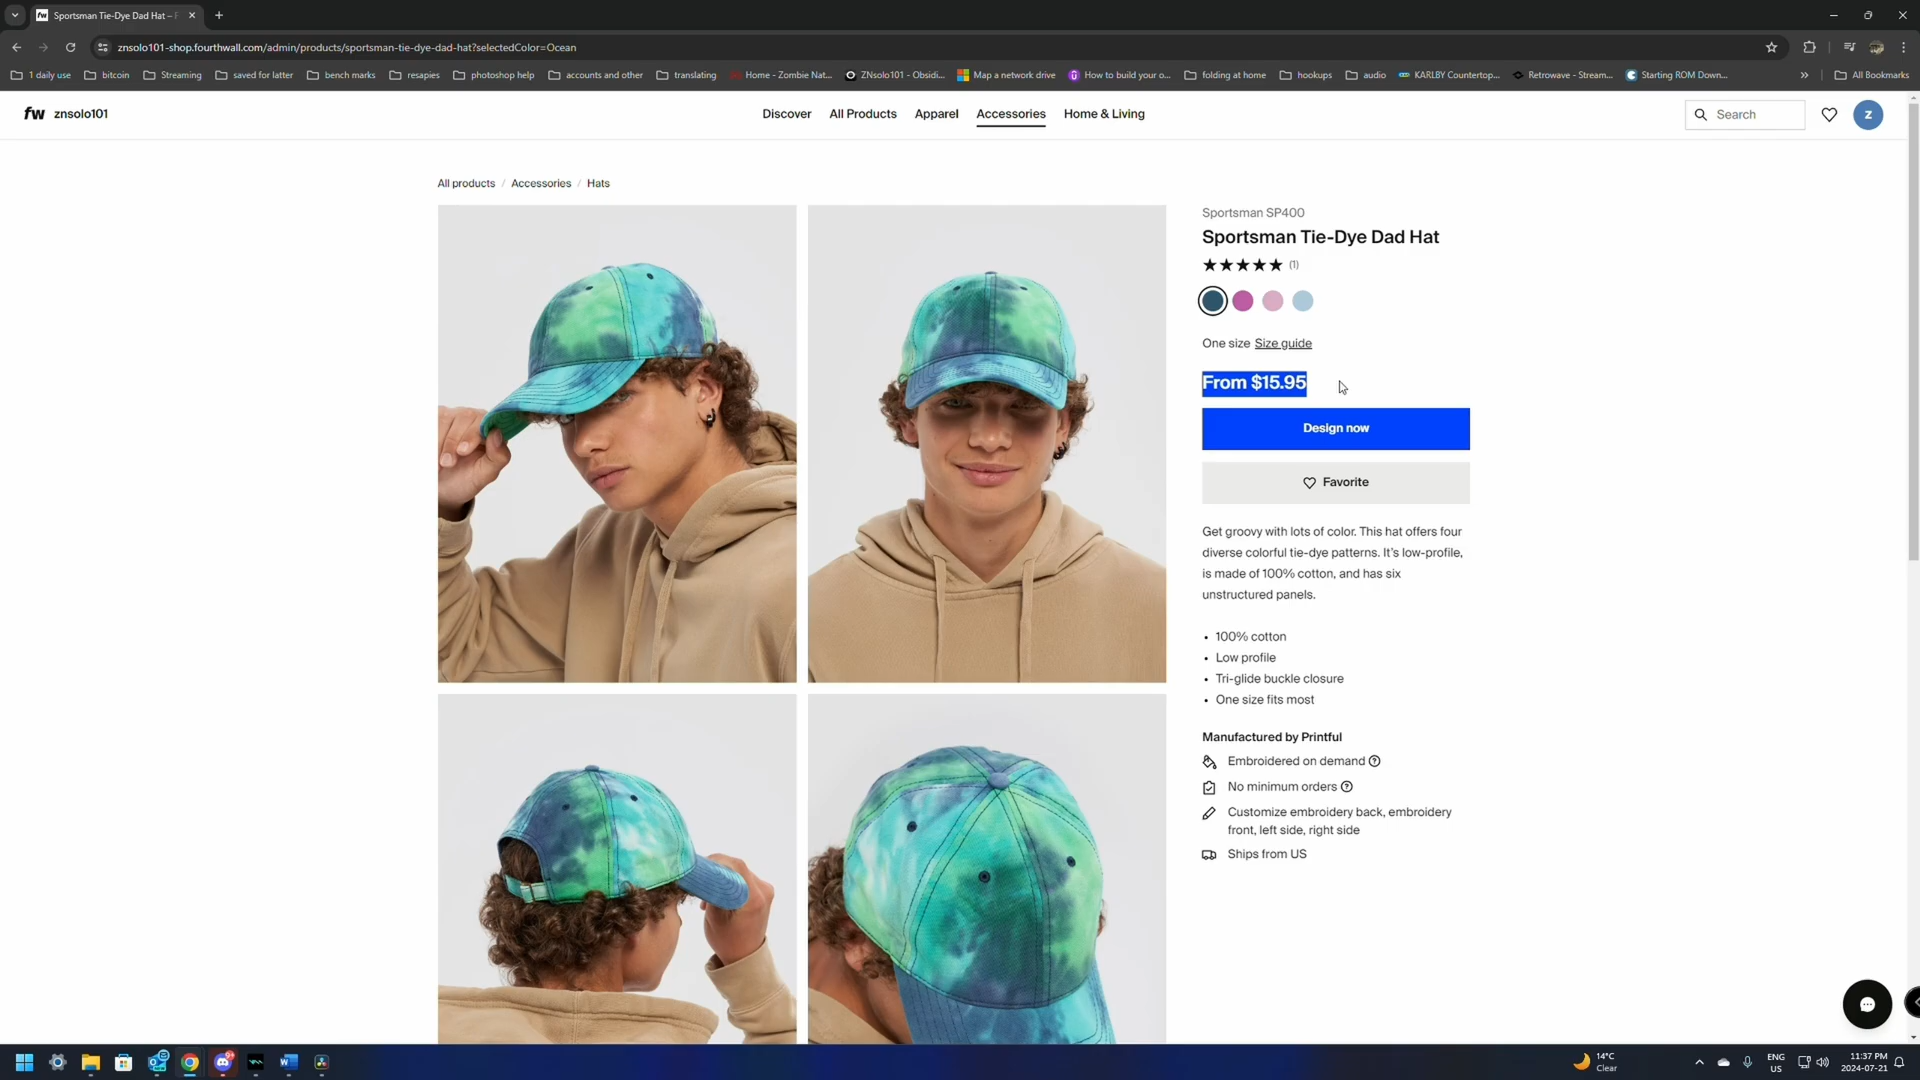 Sportsman Tie-Dye Dad Hat – F
znsolo101-shop.fourthwall.com/admin/products/sportsman-tie-dye-dad-hat?selectedColor=Ocean
1 daily use
bitcoin
Streaming
saved for latter
bench marks
resapies
photoshop help
accounts and other
translating
Home - Zombie Nat...
ZNsolo101 - Obsidi...
Map a network drive
How to build your o...
folding at home
hookups
audio
KARLBY Countertop...
Retrowave - Stream...
Starting ROM Down...
All Bookmarks
fw znsolo101
Discover
All Products
Apparel
Accessories
Home & Living
Search
Z
All products / Accessories / Hats
Sportsman SP400
Sportsman Tie-Dye Dad Hat
★★★★★ (1)
One size Size guide
From $15.95
Design now
Favorite
Get groovy with lots of color. This hat offers four
diverse colorful tie-dye patterns. It's low-profile,
is made of 100% cotton, and has six
unstructured panels.
• 100% cotton
• Low profile
• Tri-glide buckle closure
• One size fits most
Manufactured by Printful
Embroidered on demand
No minimum orders
Customize embroidery back, embroidery
front, left side, right side
Ships from US
14°C
Clear
ENG
US
11:37 PM
2024-07-21